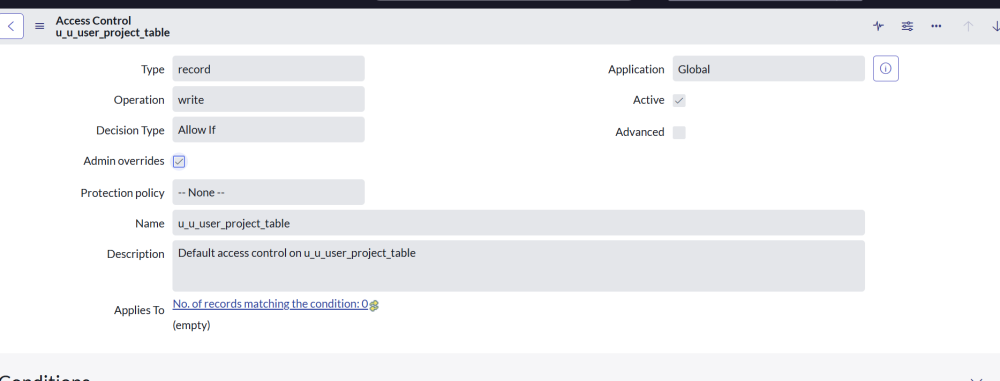 Access Control
u_u_user_project_table
Type record
Application Global
Operation write
Active
Decision Type Allow If
Advanced
Admin overrides
Protection policy -- None --
Name u_u_user_project_table
Description Default access control on u_u_user_project_table
Applies To No. of records matching the condition: 0
(empty)
Conditions